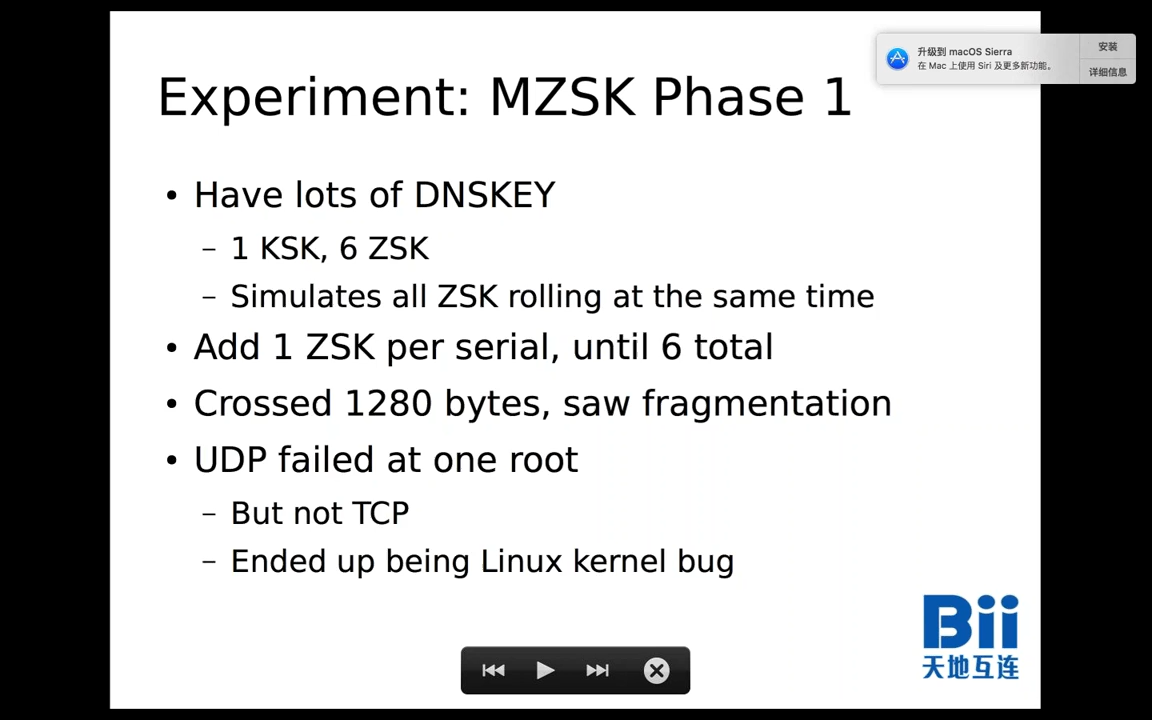 升级到 macOS Sierra
在 Mac 上使用 Siri 及更多新功能。
安装
详细信息
Experiment: MZSK Phase 1
• Have lots of DNSKEY
– 1 KSK, 6 ZSK
– Simulates all ZSK rolling at the same time
• Add 1 ZSK per serial, until 6 total
• Crossed 1280 bytes, saw fragmentation
• UDP failed at one root
– But not TCP
– Ended up being Linux kernel bug
Bii
天地互连